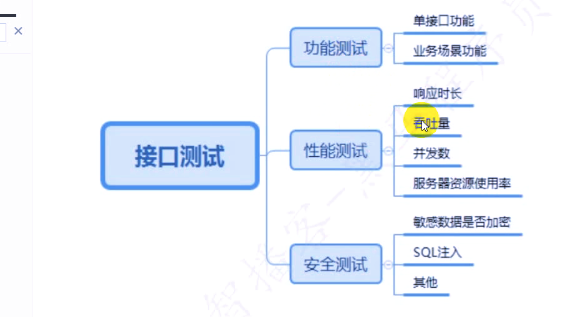 接口测试
功能测试
单接口功能
业务场景功能
性能测试
响应时长
吞吐量
并发数
服务器资源使用率
安全测试
敏感数据是否加密
SQL注入
其他